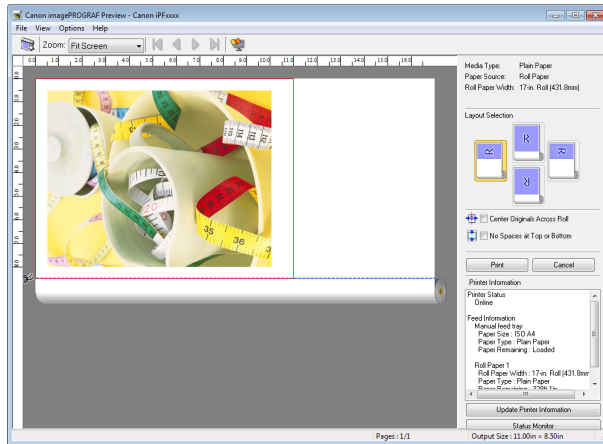 Canon imagePROGRAF Preview - Canon iPFxxxx
File View Options Help
Zoom: Fit Screen
0.0 1.0 2.0 3.0 4.0 5.0 6.0 7.0 8.0 9.0 10.0 11.0 12.0 13.0 14.0 15.0 16.0
Media Type: Plain Paper
Paper Source: Roll Paper
Roll Paper Width: 17-in. Roll (431.8mm)
Layout Selection
R
R
R
R
Center Originals Across Roll
No Spaces at Top or Bottom
Print Cancel
Printer Information
Printer Status
Online
Feed Information
Manual feed tray
Paper Size : ISO A4
Paper Type : Plain Paper
Paper Remaining : Loaded
Roll Paper 1
Roll Paper Width : 17-in. Roll (431.8mm
Paper Type : Plain Paper
Update Printer Information
Status Monitor
Pages : 1/1
Output Size : 11.00in × 8.50in
35 36
20